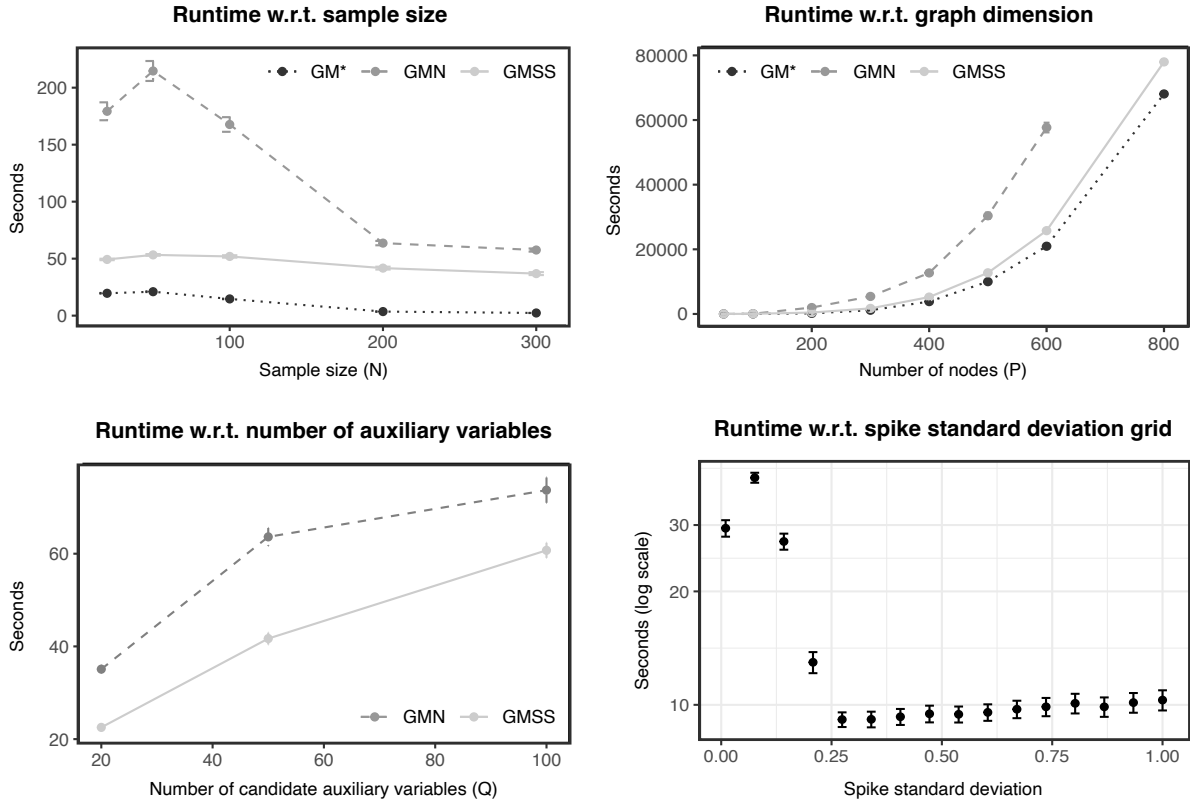 Runtime w.r.t. sample size
GM* GMN GMSS
200
150
100
50
0
Seconds
100 200 300
Sample size (N)
Runtime w.r.t. graph dimension
GM* GMN GMSS
80000
60000
40000
20000
0
Seconds
200 400 600 800
Number of nodes (P)
Runtime w.r.t. number of auxiliary variables
60
40
20
Seconds
GMN GMSS
20 40 60 80 100
Number of candidate auxiliary variables (Q)
Runtime w.r.t. spike standard deviation grid
30
20
10
Seconds (log scale)
0.00 0.25 0.50 0.75 1.00
Spike standard deviation